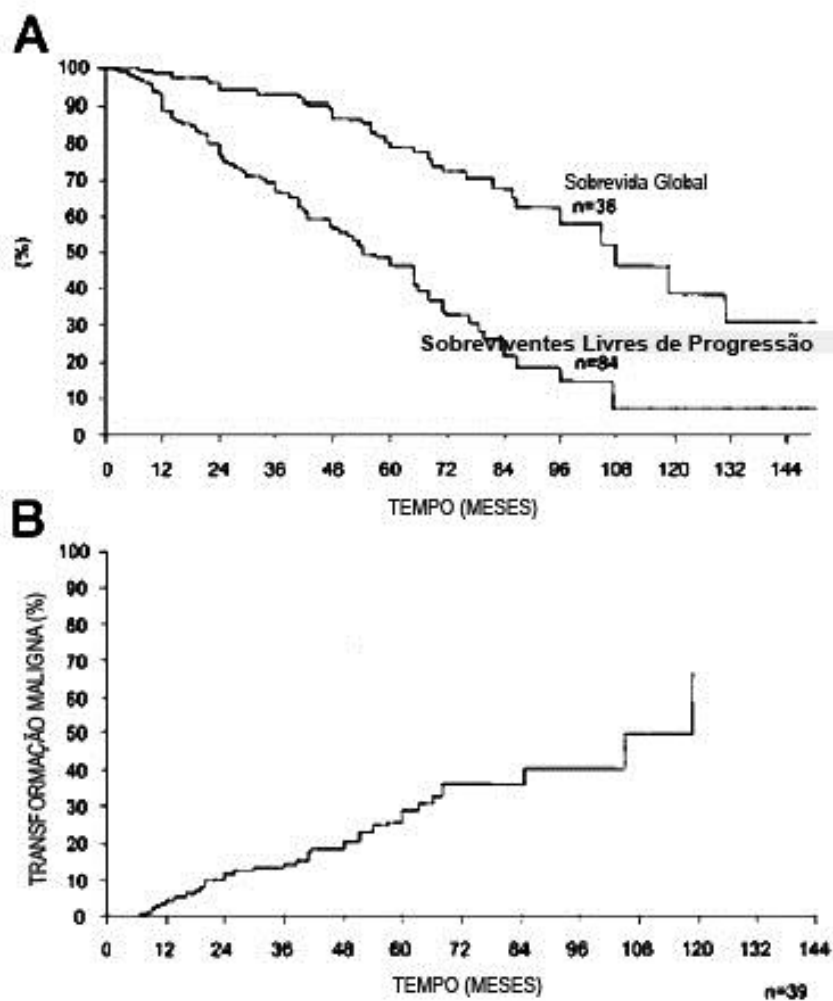 A
100
90
80
70
60
50
40
30
20
10
0
(%)
Sobrevida Global
n=36
Sobreviventes Livres de Progressão
n=84
0 12 24 36 48 60 72 84 96 108 120 132 144
TEMPO (MESES)
B
100
90
80
70
60
50
40
30
20
10
0
TRANSFORMAÇÃO MALIGNA (%)
0 12 24 36 48 60 72 84 96 108 120 132 144
TEMPO (MESES)
n=39